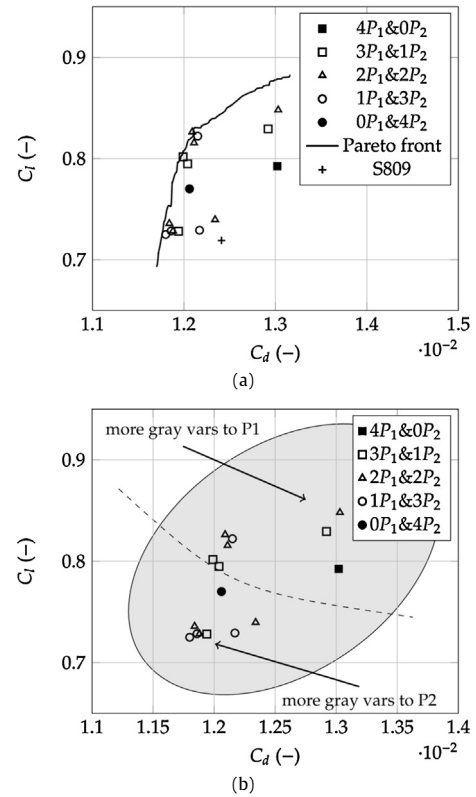 0.9
0.8
0.7
C_l (–)
1.1
1.2
1.3
1.4
1.5
C_d (–)
·10⁻²
4P₁&0P₂
3P₁&1P₂
2P₁&2P₂
1P₁&3P₂
0P₁&4P₂
Pareto front
S809
(a)
more gray vars to P1
4P₁&0P₂
3P₁&1P₂
2P₁&2P₂
1P₁&3P₂
0P₁&4P₂
0.9
0.8
0.7
C_l (–)
more gray vars to P2
1.1
1.15
1.2
1.25
1.3
1.35
1.4
C_d (–)
·10⁻²
(b)